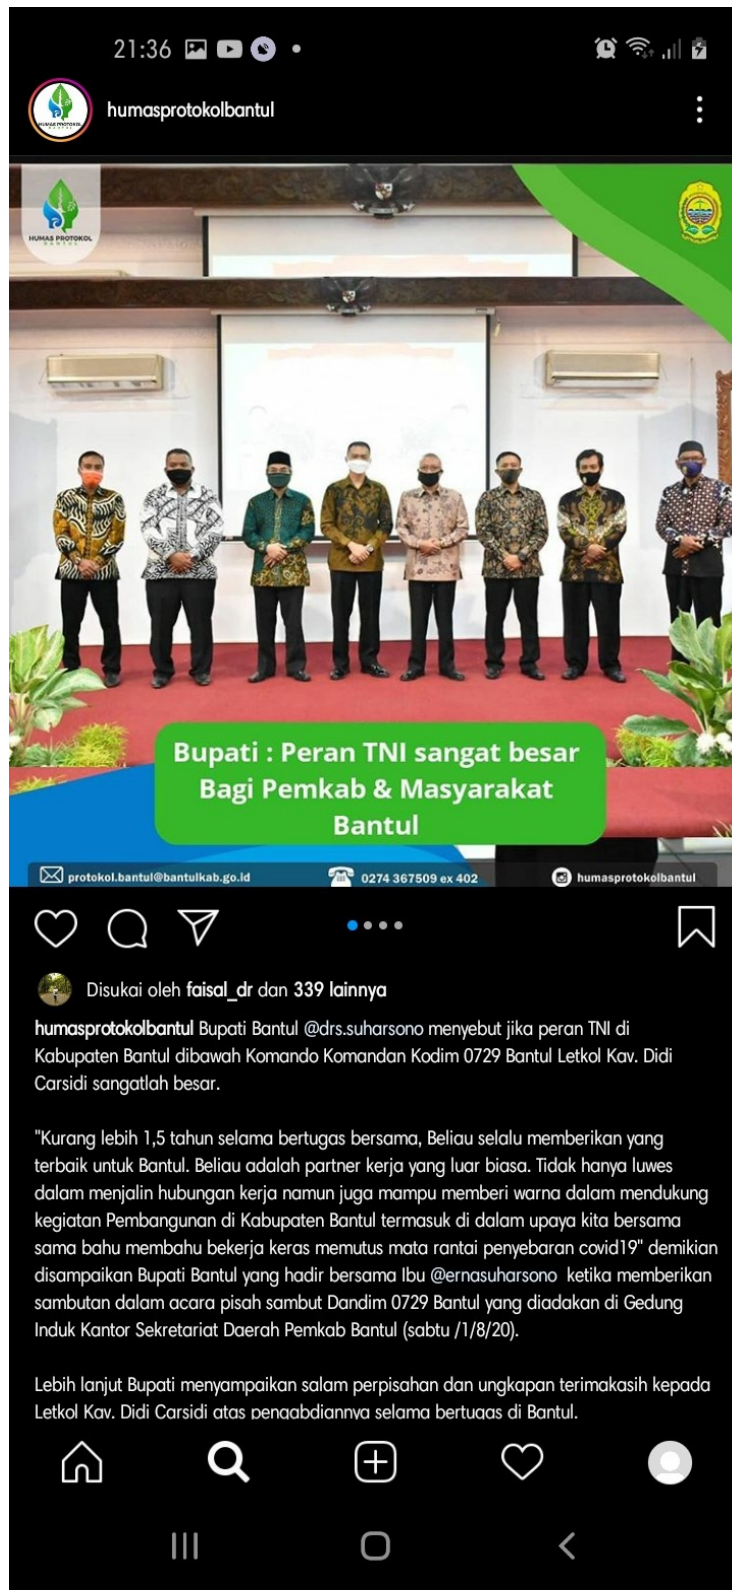 21:36
humasprotokolbantul
HUMAS PROTOKOL
BANTUL
HUMAS PROTOKOL
BANTUL
Bupati : Peran TNI sangat besar
Bagi Pemkab & Masyarakat
Bantul
protokol.bantul@bantulkab.go.id
0274 367509 ex 402
humasprotokolbantul
Disukai oleh faisal_dr dan 339 lainnya
humasprotokolbantul Bupati Bantul @drs.suharsono menyebut jika peran TNI di
Kabupaten Bantul dibawah Komando Komandan Kodim 0729 Bantul Letkol Kav. Didi
Carsidi sangatlah besar.
"Kurang lebih 1,5 tahun selama bertugas bersama, Beliau selalu memberikan yang
terbaik untuk Bantul. Beliau adalah partner kerja yang luar biasa. Tidak hanya luwes
dalam menjalin hubungan kerja namun juga mampu memberi warna dalam mendukung
kegiatan Pembangunan di Kabupaten Bantul termasuk di dalam upaya kita bersama
sama bahu membahu bekerja keras memutus mata rantai penyebaran covid19" demikian
disampaikan Bupati Bantul yang hadir bersama Ibu @ernasuharsono ketika memberikan
sambutan dalam acara pisah sambut Dandim 0729 Bantul yang diadakan di Gedung
Induk Kantor Sekretariat Daerah Pemkab Bantul (sabtu /1/8/20).
Lebih lanjut Bupati menyampaikan salam perpisahan dan ungkapan terimakasih kepada
Letkol Kav. Didi Carsidi atas pengabdiannya selama bertugas di Bantul.